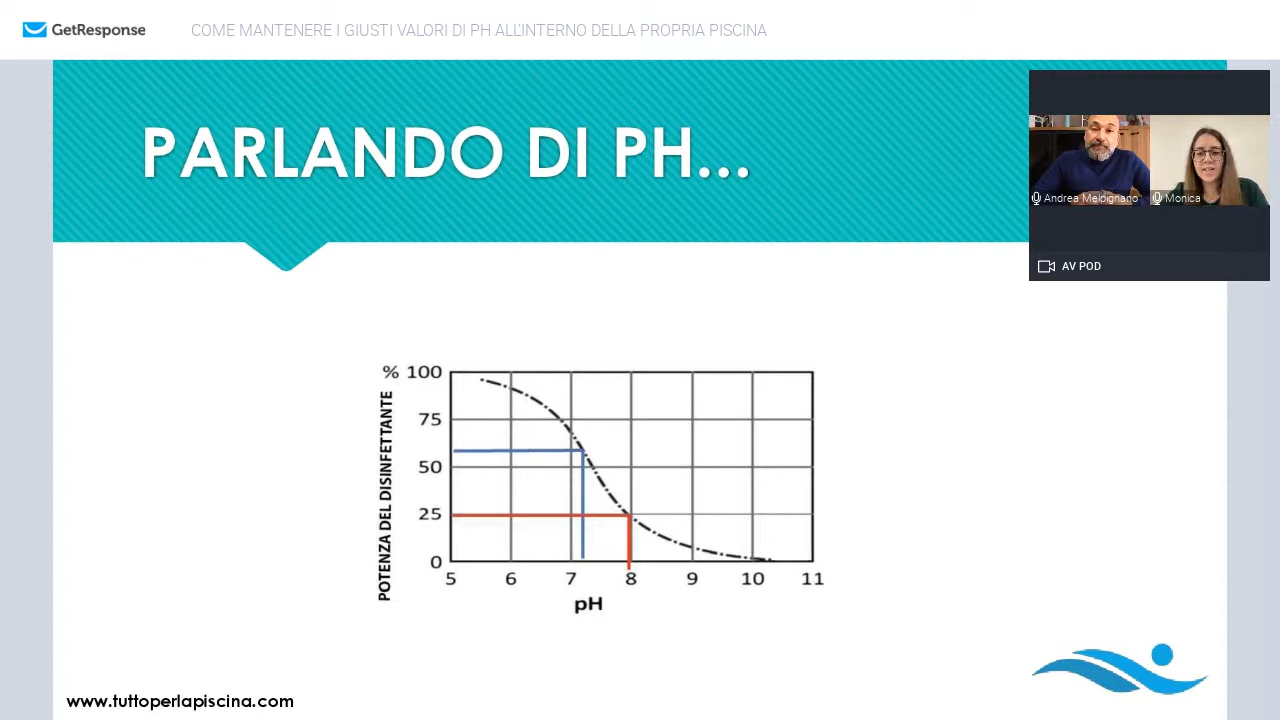 GetResponse
COME MANTENERE I GIUSTI VALORI DI PH ALL'INTERNO DELLA PROPRIA PISCINA
PARLANDO DI PH...
Andrea Melpignano
Monica
AV POD
POTENZA DEL DISINFETTANTE
% 100
75
50
25
0
5 6 7 8 9 10 11
pH
www.tuttoperlapiscina.com